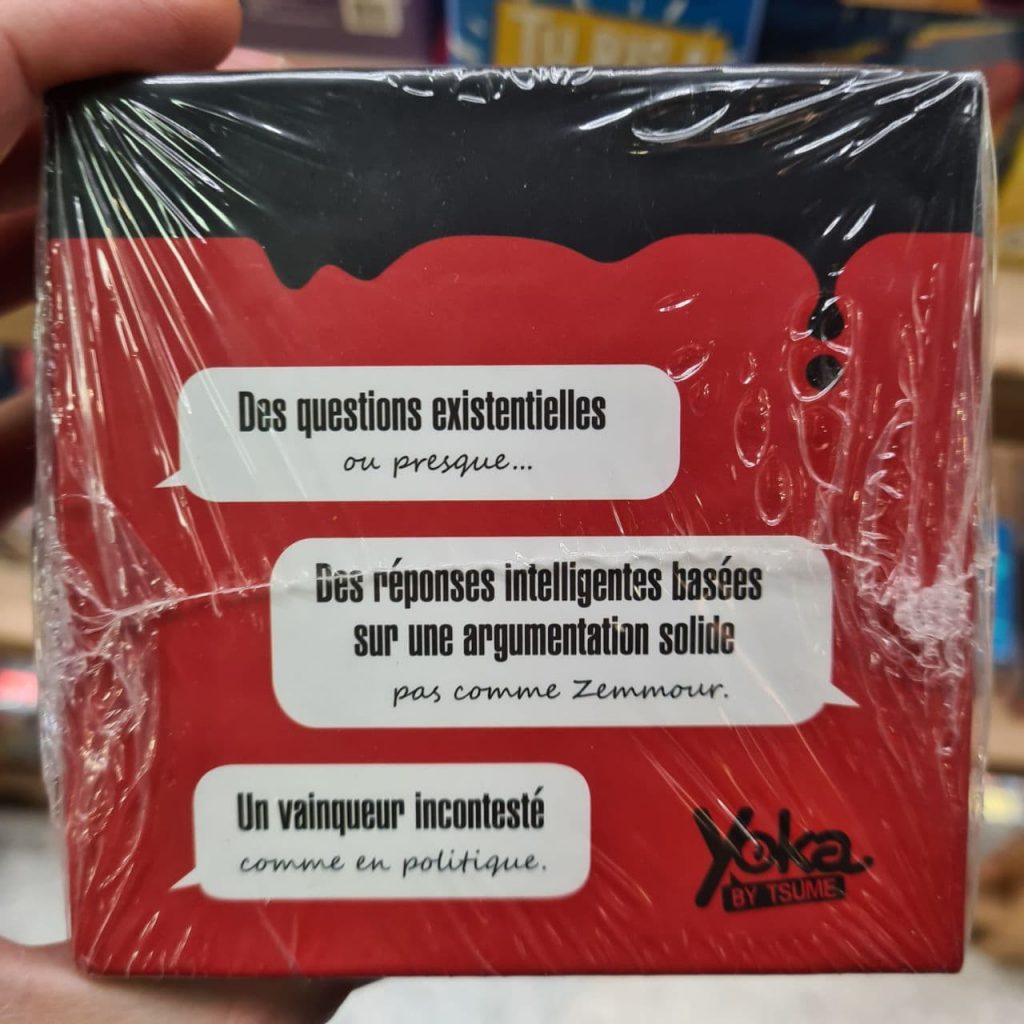 Des questions existentielles
ou presque...
Des réponses intelligentes basées
sur une argumentation solide
pas comme Zemmour.
Un vainqueur incontesté
comme en politique.
Yoka.
BY TSUME